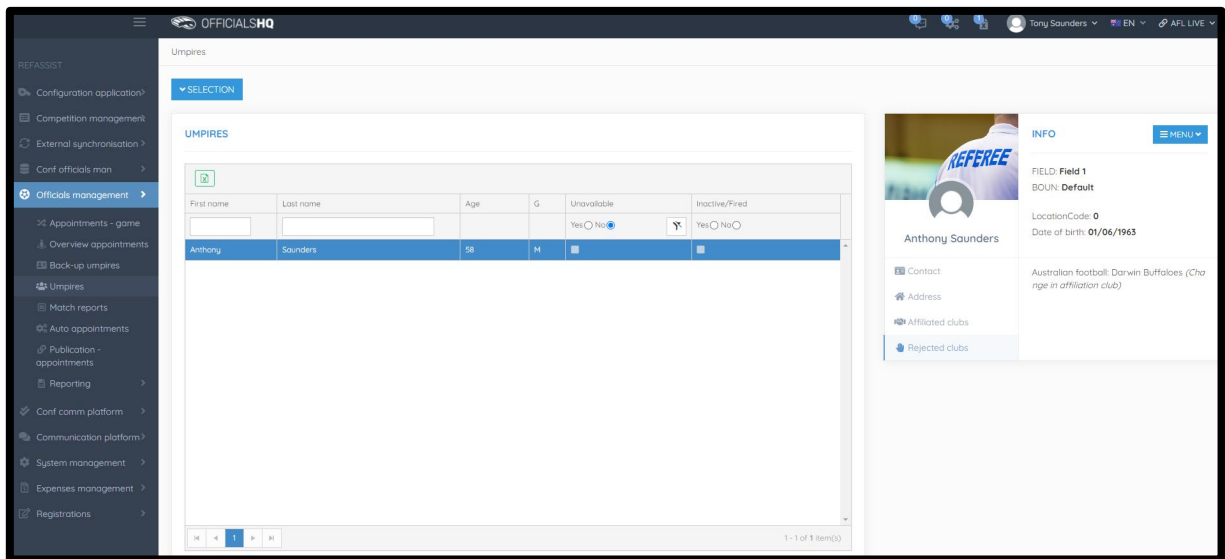 OFFICIALSHQ
0
0
1
Tony Saunders
EN
AFL LIVE
REFASSIST
Configuration application
Competition management
External synchronisation
Conf officials man
Officials management
Appointments - game
Overview appointments
Back-up umpires
Umpires
Match reports
Auto appointments
Publication -
appointments
Reporting
Conf comm platform
Communication platform
System management
Expenses management
Registrations
Umpires
SELECTION
UMPIRES
First name Last name Age G Unavailable Inactive/Fired
Yes No Yes No
Anthony Saunders 58 M
1
1 - 1 of 1 item(s)
REFEREE
Anthony Saunders
Contact
Address
Affiliated clubs
Rejected clubs
INFO
MENU
FIELD: Field 1
BOUN: Default
LocationCode: 0
Date of birth: 01/06/1963
Australian football: Darwin Buffaloes (Cha
nge in affiliation club)